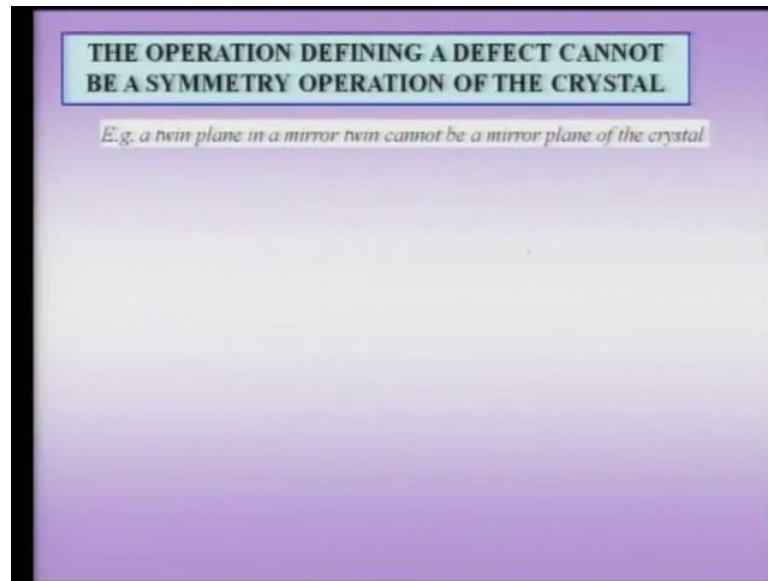 THE OPERATION DEFINING A DEFECT CANNOT
BE A SYMMETRY OPERATION OF THE CRYSTAL
E.g. a twin plane in a mirror twin cannot be a mirror plane of the crystal